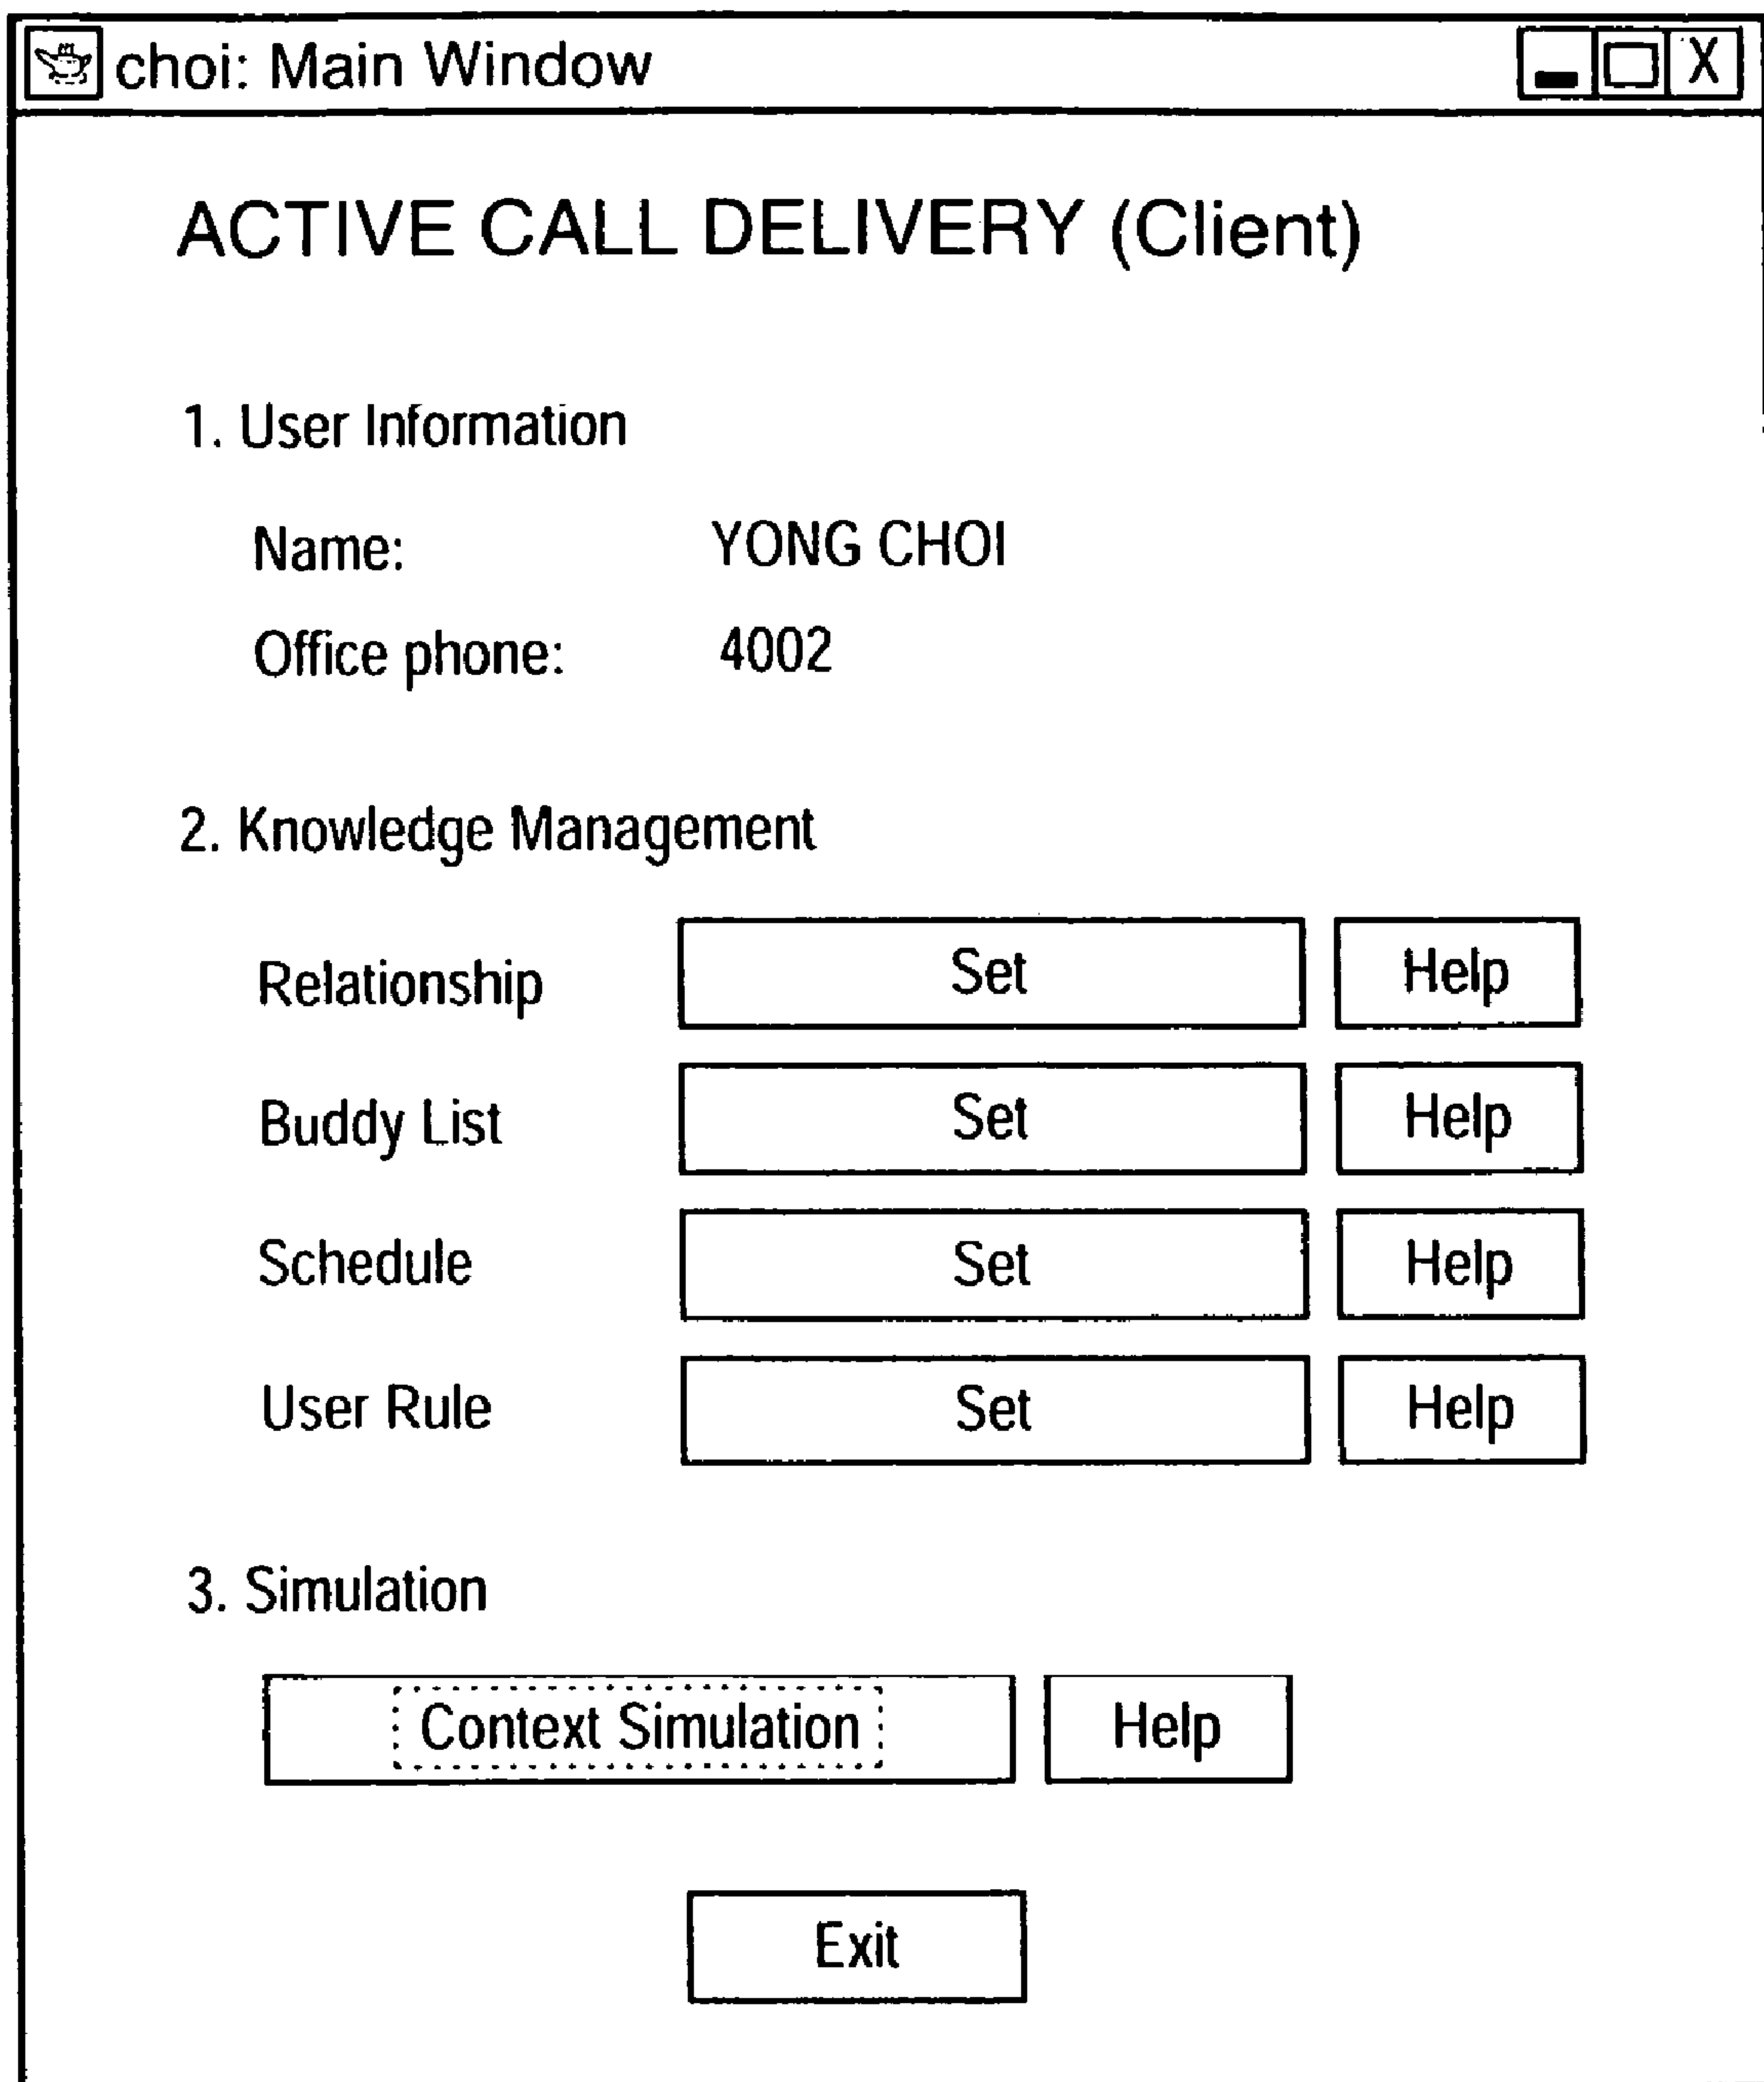 choi: Main Window X
ACTIVE CALL DELIVERY (Client)
1. User Information
Name: YONG CHOI
Office phone: 4002
2. Knowledge Management
Relationship Set Help
Buddy List Set Help
Schedule Set Help
User Rule Set Help
3. Simulation
Context Simulation Help
Exit